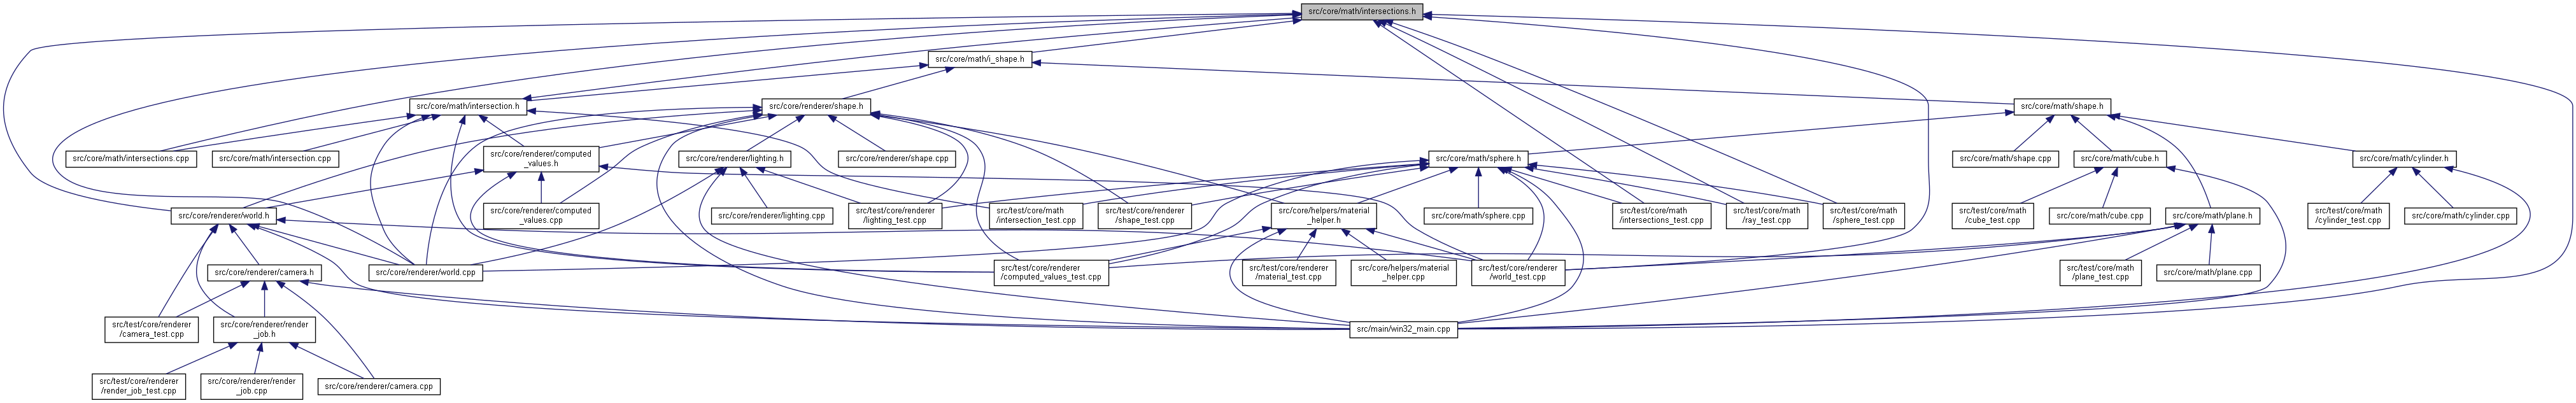 src/core/math/intersections.h
src/core/math/i_shape.h
src/core/math/intersection.h
src/core/renderer/shape.h
src/core/math/shape.h
src/core/math/intersections.cpp
src/core/math/intersection.cpp
src/core/renderer/computed
_values.h
src/core/renderer/lighting.h
src/core/renderer/shape.cpp
src/core/math/sphere.h
src/core/math/shape.cpp
src/core/math/cube.h
src/core/math/cylinder.h
src/core/renderer/world.h
src/core/renderer/computed
_values.cpp
src/core/renderer/lighting.cpp
src/test/core/renderer
/lighting_test.cpp
src/test/core/math
/intersection_test.cpp
src/test/core/renderer
/shape_test.cpp
src/core/helpers/material
_helper.h
src/core/math/sphere.cpp
src/test/core/math
/intersections_test.cpp
src/test/core/math
/ray_test.cpp
src/test/core/math
/sphere_test.cpp
src/test/core/math
/cube_test.cpp
src/core/math/cube.cpp
src/core/math/plane.h
src/test/core/math
/cylinder_test.cpp
src/core/math/cylinder.cpp
src/core/renderer/camera.h
src/core/renderer/world.cpp
src/test/core/renderer
/computed_values_test.cpp
src/test/core/renderer
/material_test.cpp
src/core/helpers/material
_helper.cpp
src/test/core/renderer
/world_test.cpp
src/test/core/math
/plane_test.cpp
src/core/math/plane.cpp
src/test/core/renderer
/camera_test.cpp
src/core/renderer/render
_job.h
src/main/win32_main.cpp
src/test/core/renderer
/render_job_test.cpp
src/core/renderer/render
_job.cpp
src/core/renderer/camera.cpp